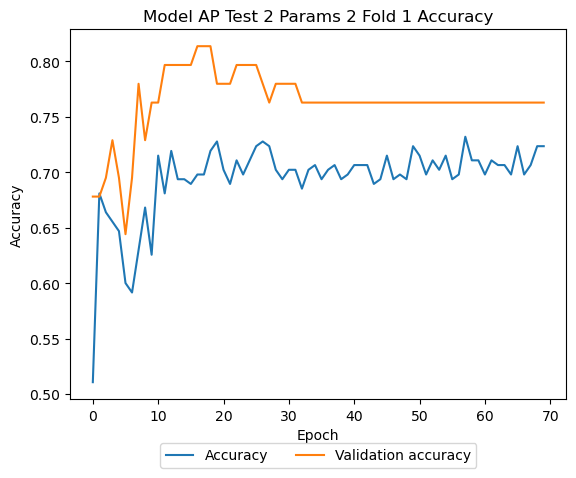 Model AP Test 2 Params 2 Fold 1 Accuracy
Accuracy
0.80
0.75
0.70
0.65
0.60
0.55
0.50
0 10 20 30 40 50 60 70
Epoch
Accuracy Validation accuracy